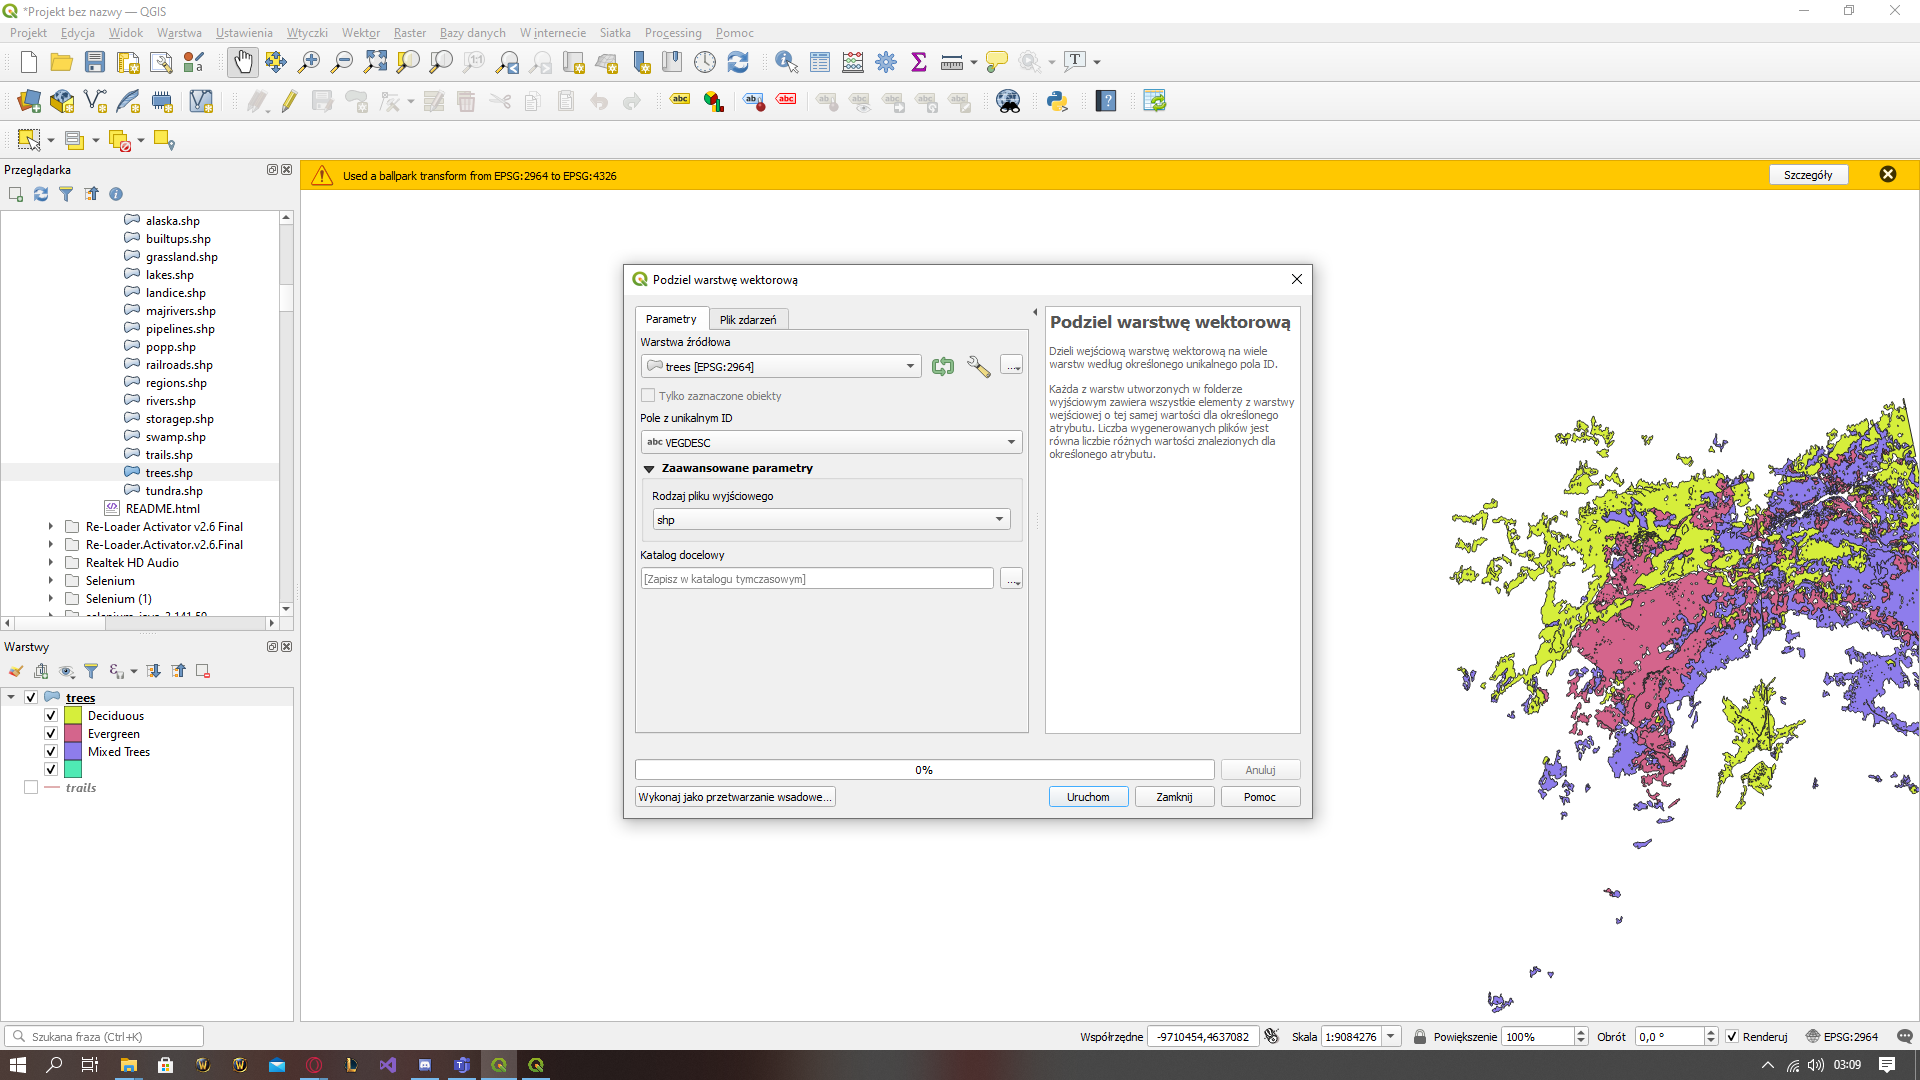 *Projekt bez nazwy — QGIS
Projekt Edycja Widok Warstwa Ustawienia Wtyczki Wektor Raster Bazy danych W internecie Siatka Processing Pomoc
Przeglądarka
alaska.shp
builtups.shp
grassland.shp
lakes.shp
landice.shp
majrivers.shp
pipelines.shp
popp.shp
railroads.shp
regions.shp
rivers.shp
storagep.shp
swamp.shp
trails.shp
trees.shp
tundra.shp
README.html
Re-Loader Activator v2.6 Final
Re-Loader.Activator.v2.6.Final
Realtek HD Audio
Selenium
Selenium (1)
Warstwy
trees
Deciduous
Evergreen
Mixed Trees
trails
Used a ballpark transform from EPSG:2964 to EPSG:4326
Szczegóły
Podziel warstwę wektorową
Parametry
Plik zdarzeń
Warstwa źródłowa
trees [EPSG:2964]
Tylko zaznaczone obiekty
Pole z unikalnym ID
abc VEGDESC
Zaawansowane parametry
Rodzaj pliku wyjściowego
shp
Katalog docelowy
[Zapisz w katalogu tymczasowym]
Podziel warstwę wektorową
Dzieli wejściową warstwę wektorową na wiele
warstw według określonego unikalnego pola ID.
Każda z warstw utworzonych w folderze
wyjściowym zawiera wszystkie elementy z warstwy
wejściowej o tej samej wartości dla określonego
atrybutu. Liczba wygenerowanych plików jest
równa liczbie różnych wartości znalezionych dla
określonego atrybutu.
0%
Anuluj
Wykonaj jako przetwarzanie wsadowe...
Uruchom
Zamknij
Pomoc
Szukana fraza (Ctrl+K)
Współrzędne -9710454,4637082 Skala 1:9084276 Powiększenie 100% Obrót 0,0 ° Renderuj EPSG:2964
03:09